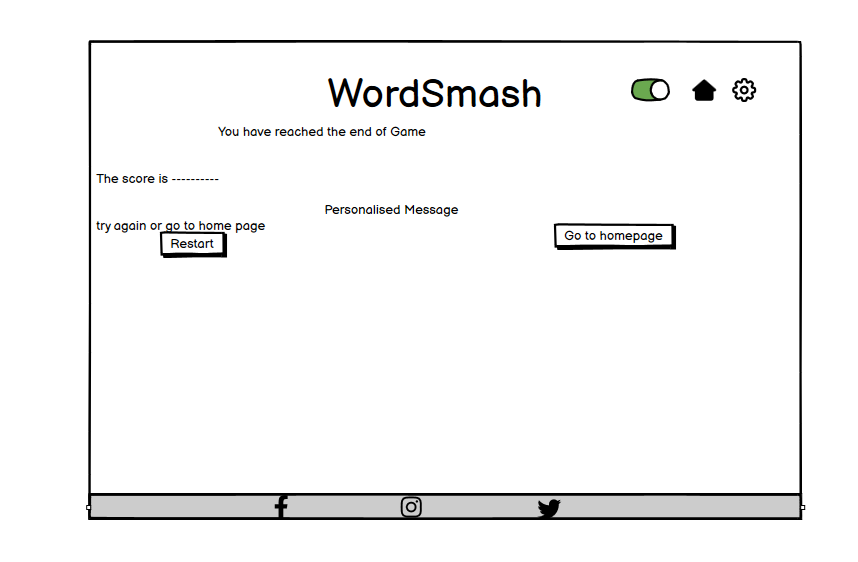 WordSmash
You have reached the end of Game
The score is ----------
Personalised Message
try again or go to home page
Restart
Go to homepage